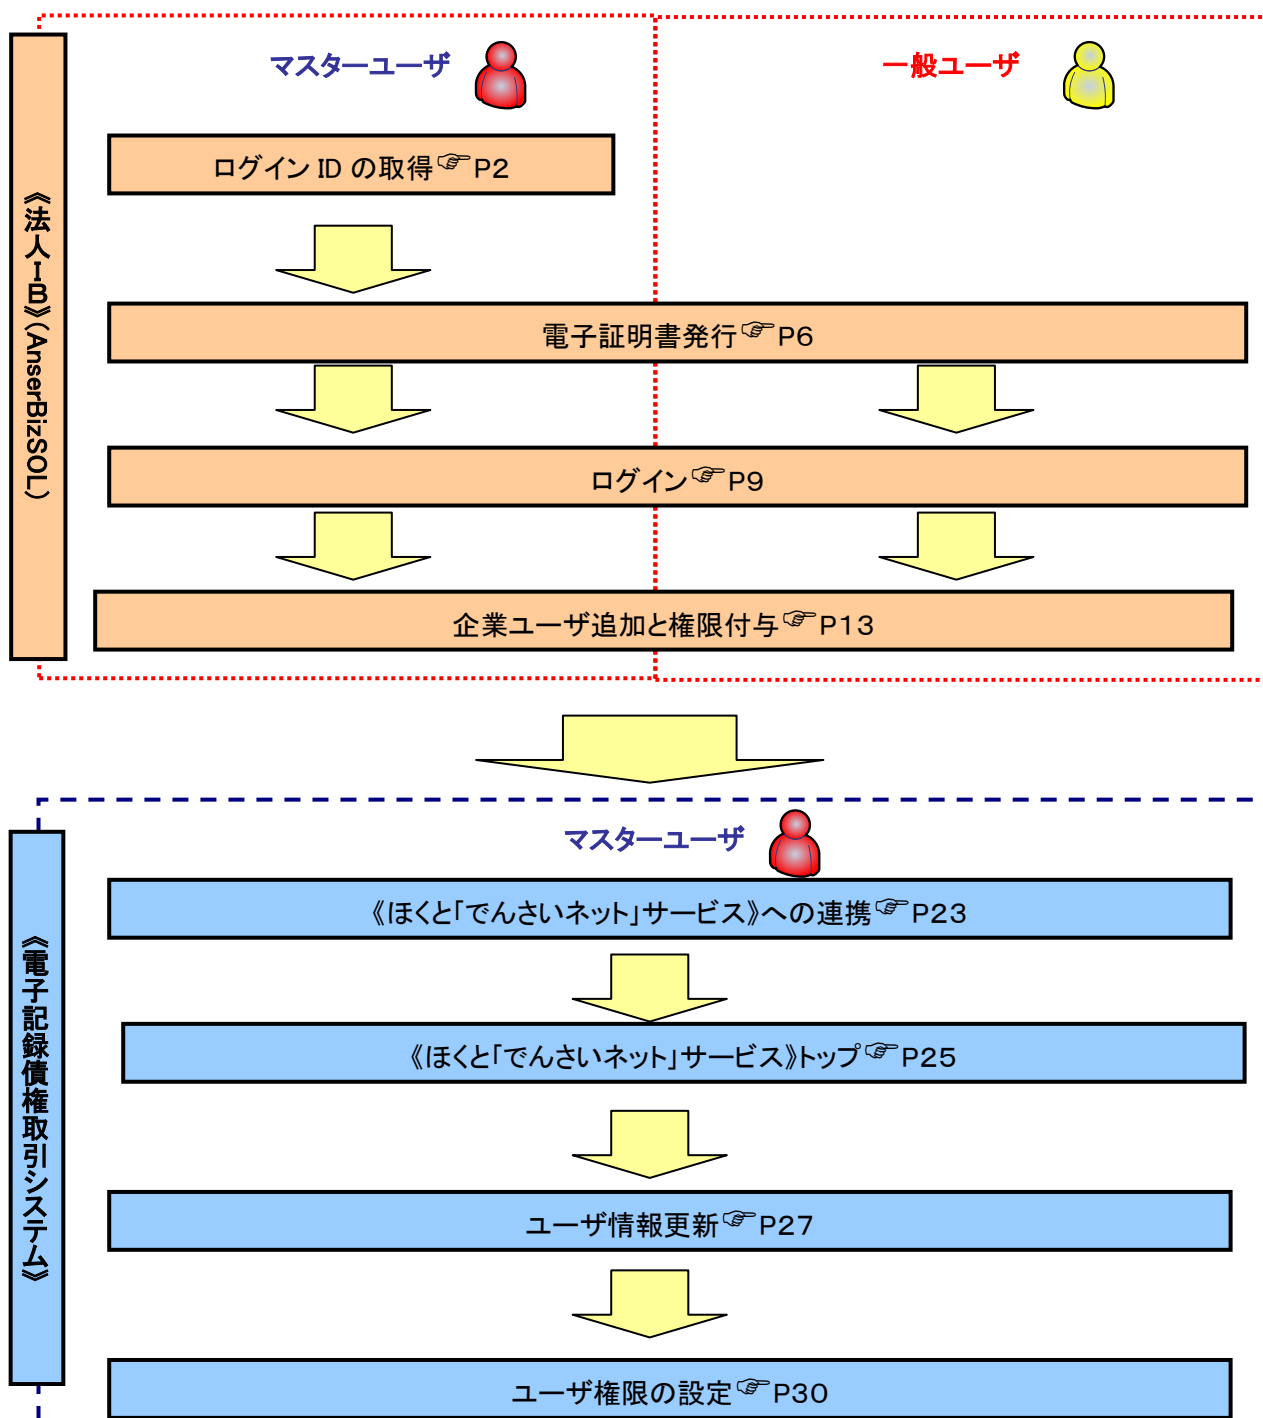 マスターユーザ
一般ユーザ
《法人IB》(AnserBizSOL)
ログイン ID の取得☞P2
電子証明書発行☞P6
ログイン☞P9
企業ユーザ追加と権限付与☞P13
マスターユーザ
《電子記録債権取引システム》
《ほくと「でんさいネット」サービス》への連携☞P23
《ほくと「でんさいネット」サービス》トップ☞P25
ユーザ情報更新☞P27
ユーザ権限の設定☞P30